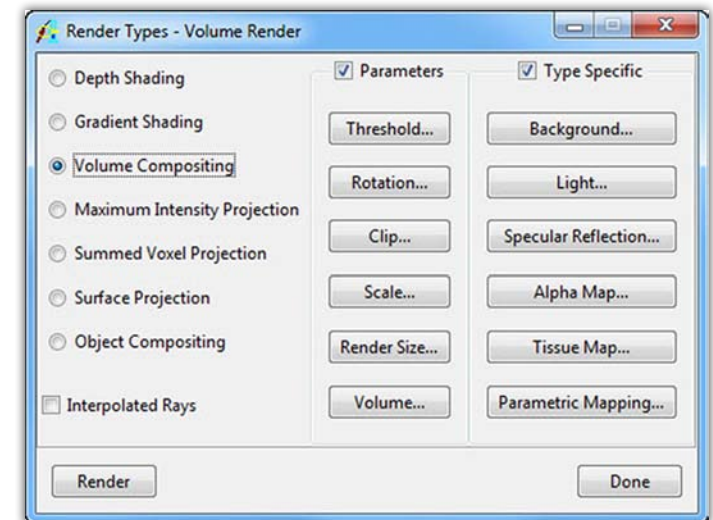 Render Types - Volume Render
Depth Shading
Gradient Shading
Volume Compositing
Maximum Intensity Projection
Summed Voxel Projection
Surface Projection
Object Compositing
Interpolated Rays
Parameters
Threshold...
Rotation...
Clip...
Scale...
Render Size...
Volume...
Type Specific
Background...
Light...
Specular Reflection...
Alpha Map...
Tissue Map...
Parametric Mapping...
Render
Done